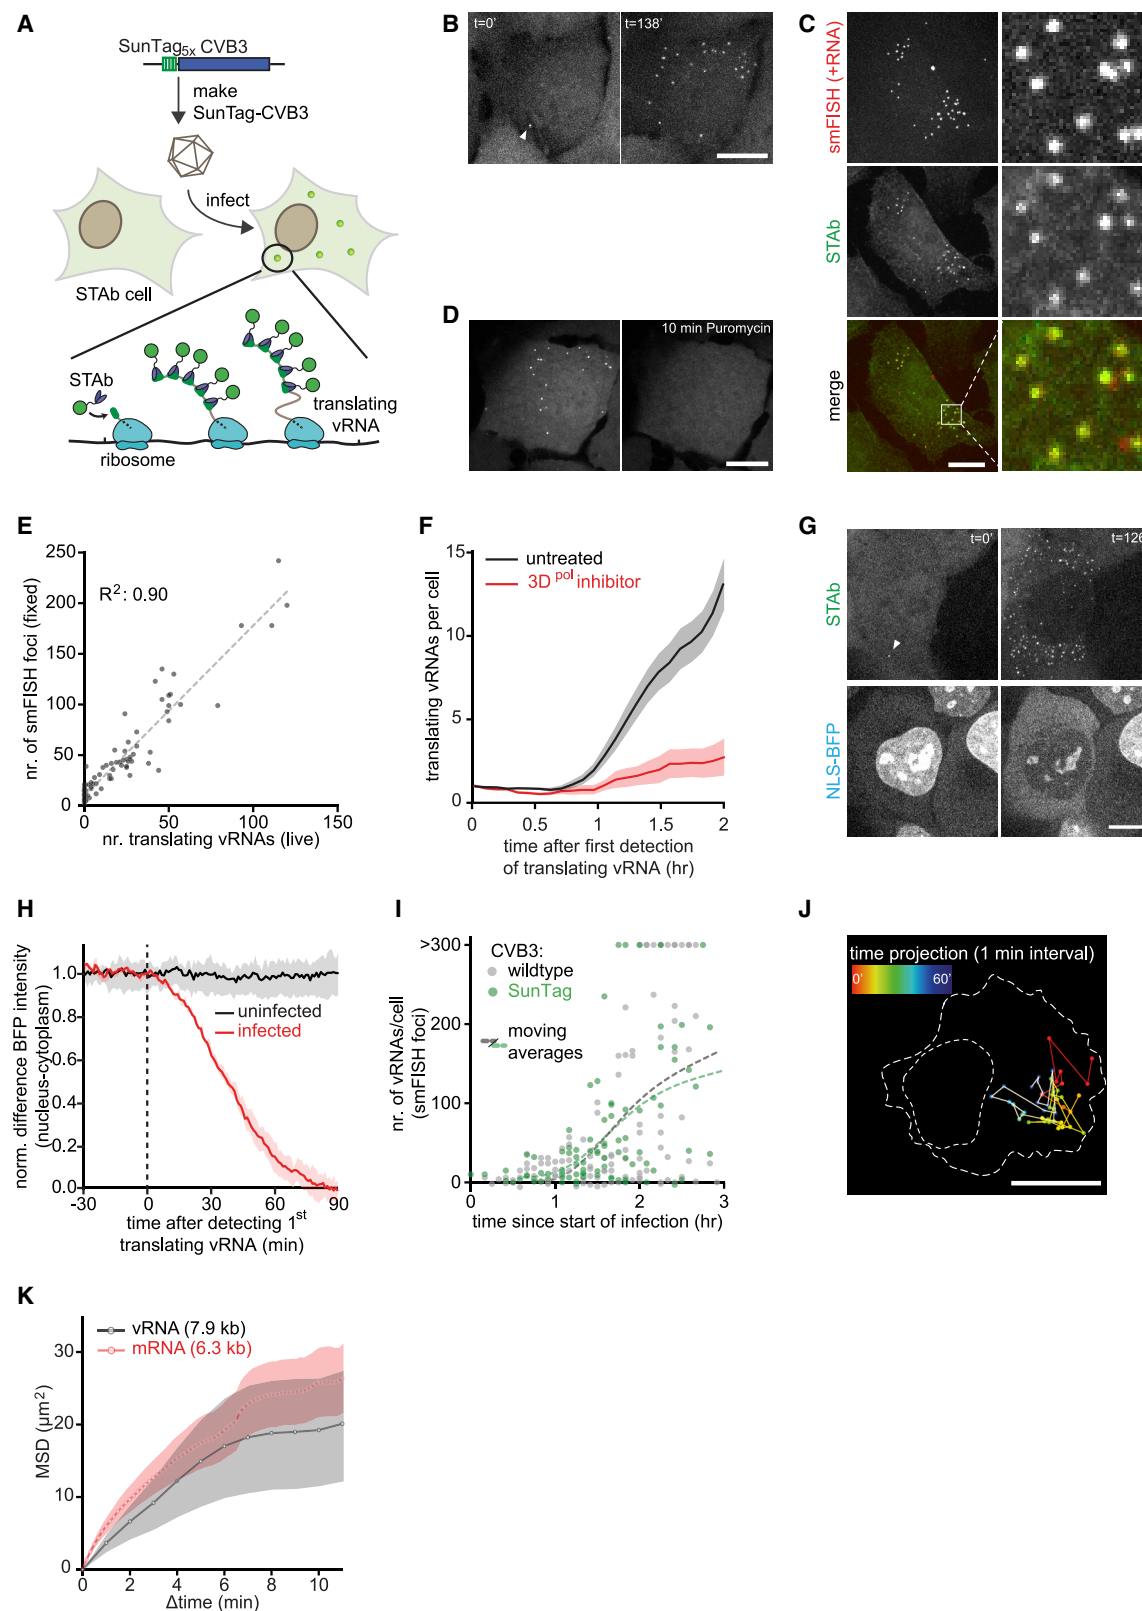 A
SunTag5x CVB3
make
SunTag-CVB3
infect
STAb cell
STAb
translating
vRNA
ribosome
B
t=0'
t=138'
C
smFISH (+RNA)
STAb
merge
D
10 min Puromycin
E
nr. of smFISH foci (fixed)
250
200
150
100
50
0
R2: 0.90
0
50
100
150
nr. translating vRNAs (live)
F
translating vRNAs per cell
15
10
5
0
untreated
3D pol inhibitor
0
0.5
1
1.5
2
time after first detection
of translating vRNA (hr)
G
t=0'
t=126
STAb
NLS-BFP
H
norm. difference BFP intensity
(nucleus-cytoplasm)
1.0
0.8
0.6
0.4
0.2
0.0
uninfected
infected
-30
0
30
60
90
time after detecting 1st
translating vRNA (min)
I
nr. of vRNAs/cell
(smFISH foci)
>300
200
100
0
CVB3:
wildtype
SunTag
moving
averages
0
1
2
3
time since start of infection (hr)
J
time projection (1 min interval)
0'
60'
K
MSD (µm2)
30
20
10
0
vRNA (7.9 kb)
mRNA (6.3 kb)
0
2
4
6
8
10
Δtime (min)